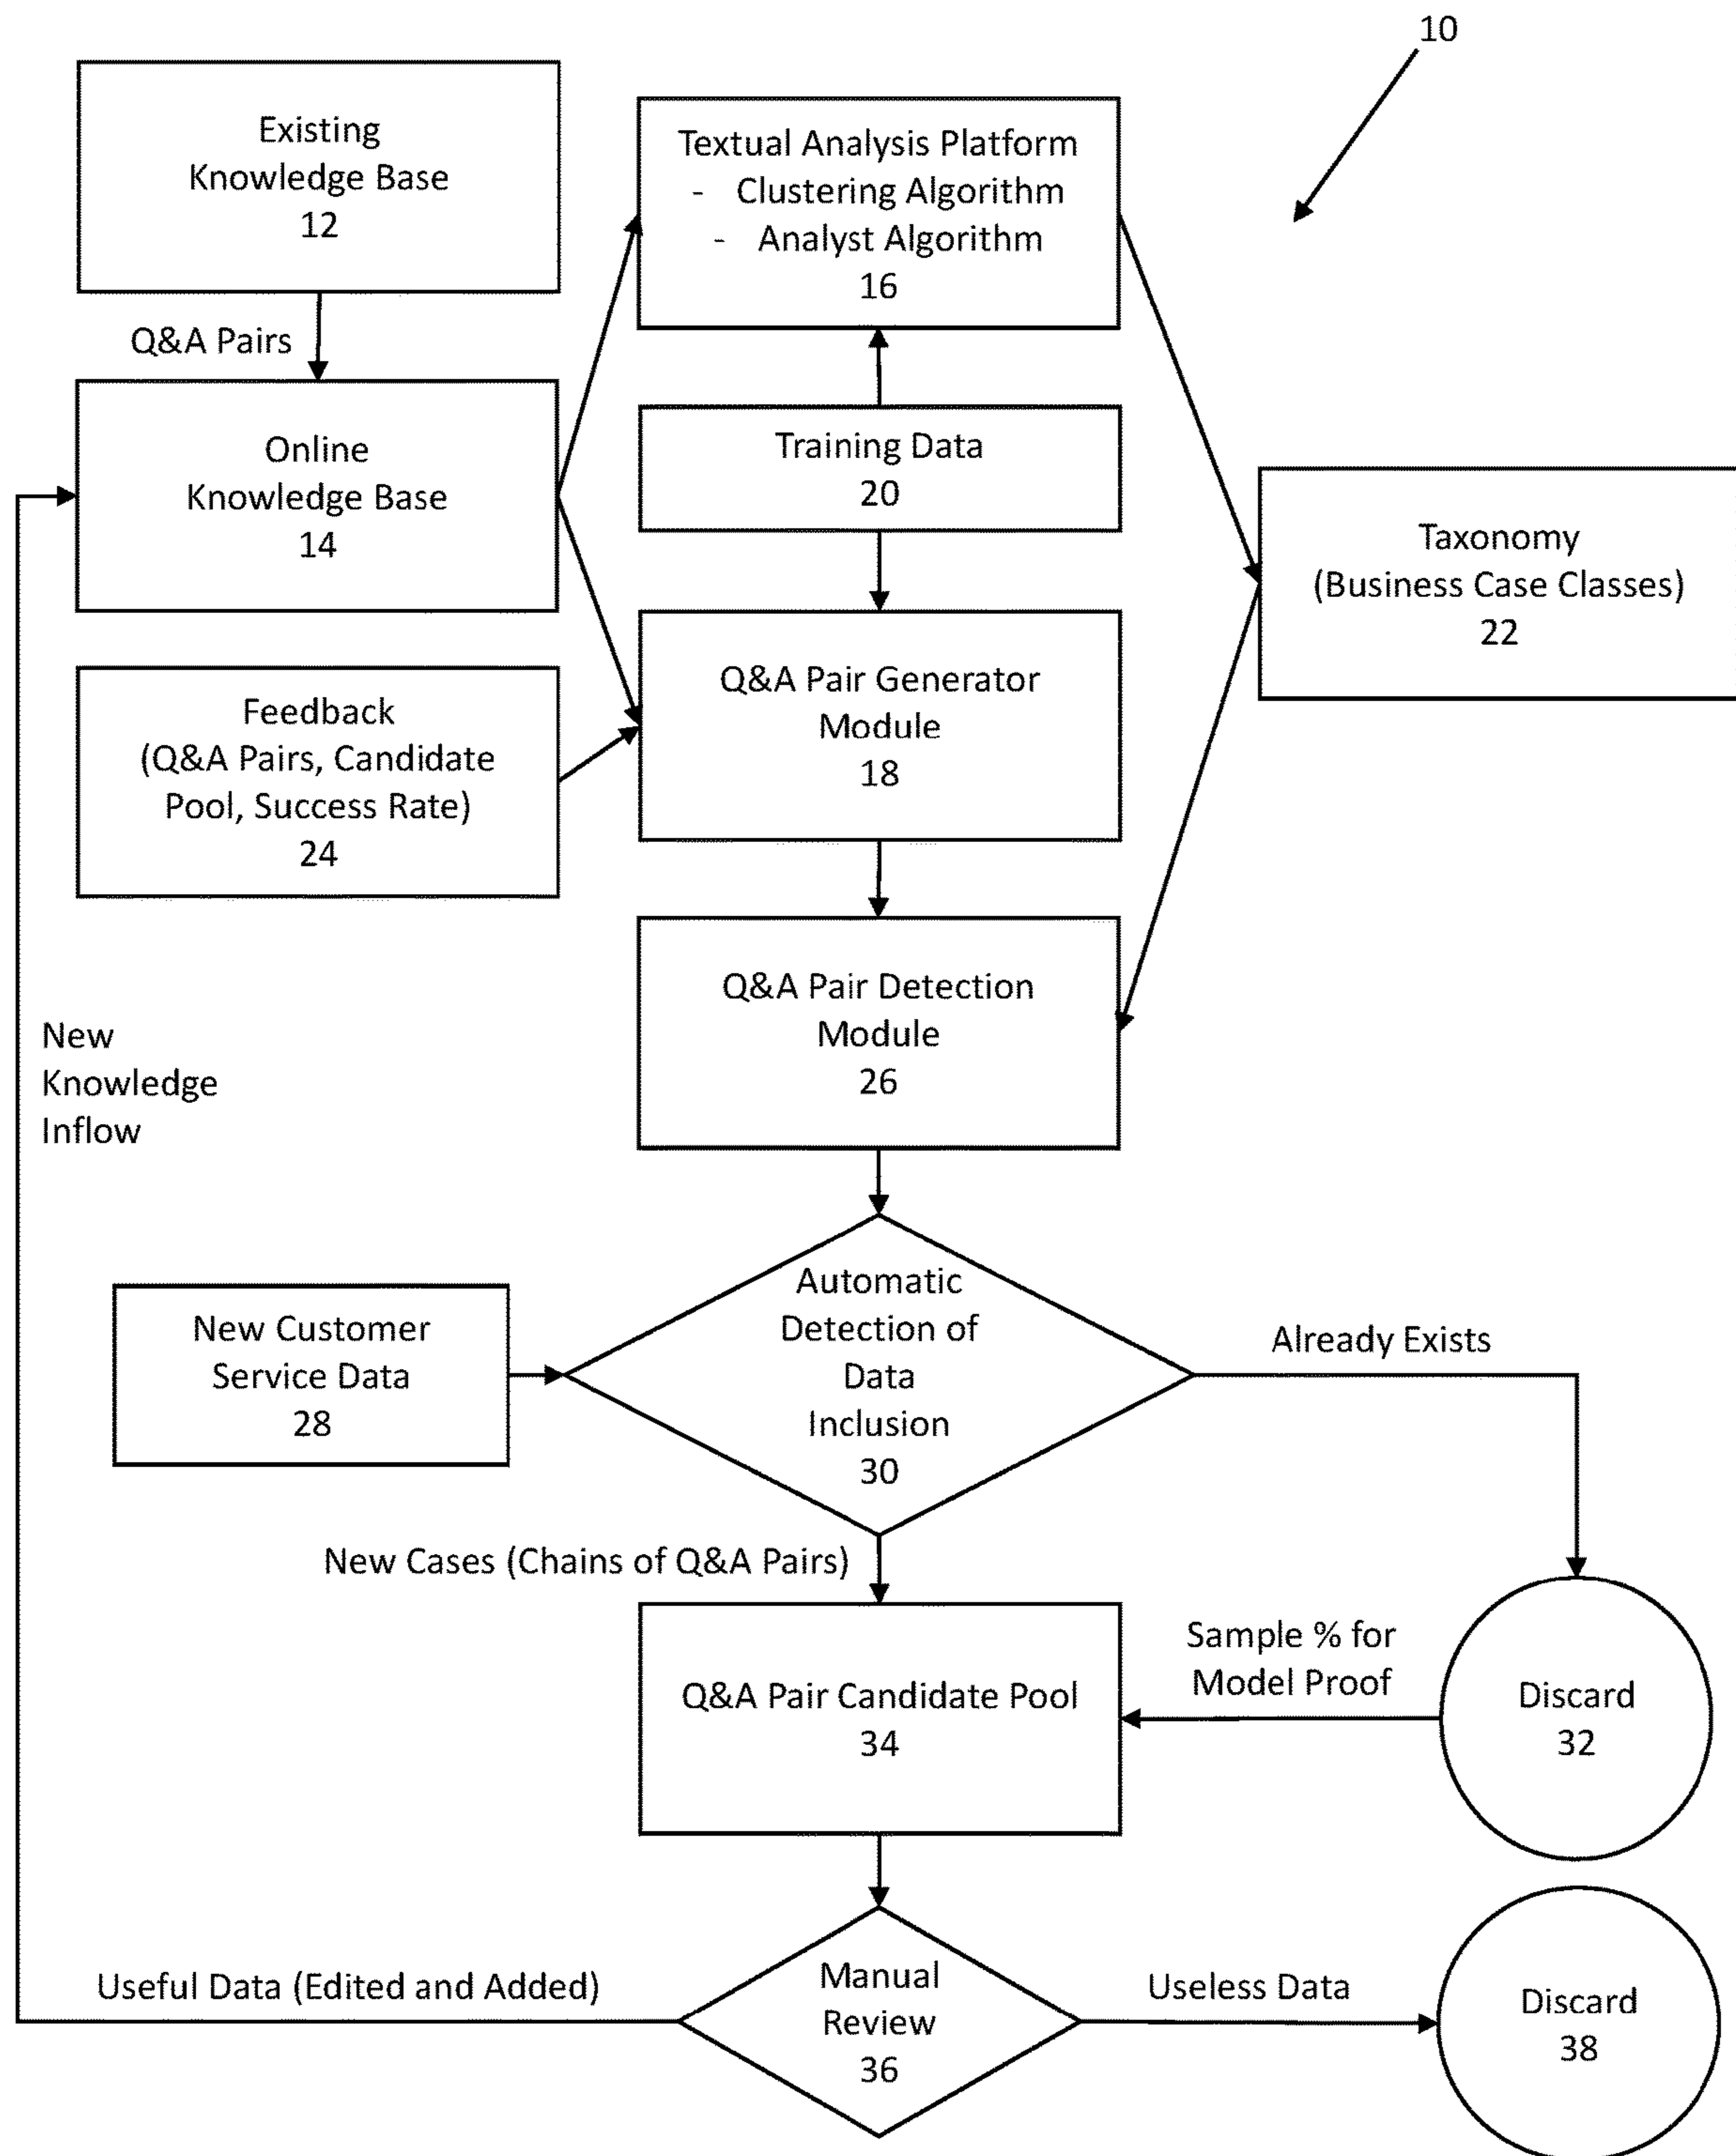 10
Existing
Knowledge Base
12
Textual Analysis Platform
- Clustering Algorithm
- Analyst Algorithm
16
Q&A Pairs
Online
Knowledge Base
14
Training Data
20
Taxonomy
(Business Case Classes)
22
Q&A Pair Generator
Module
18
Feedback
(Q&A Pairs, Candidate
Pool, Success Rate)
24
Q&A Pair Detection
Module
26
New
Knowledge
Inflow
Automatic
Detection of
Data
Inclusion
30
New Customer
Service Data
28
Already Exists
New Cases (Chains of Q&A Pairs)
Q&A Pair Candidate Pool
34
Sample % for
Model Proof
Discard
32
Manual
Review
36
Useful Data (Edited and Added)
Useless Data
Discard
38